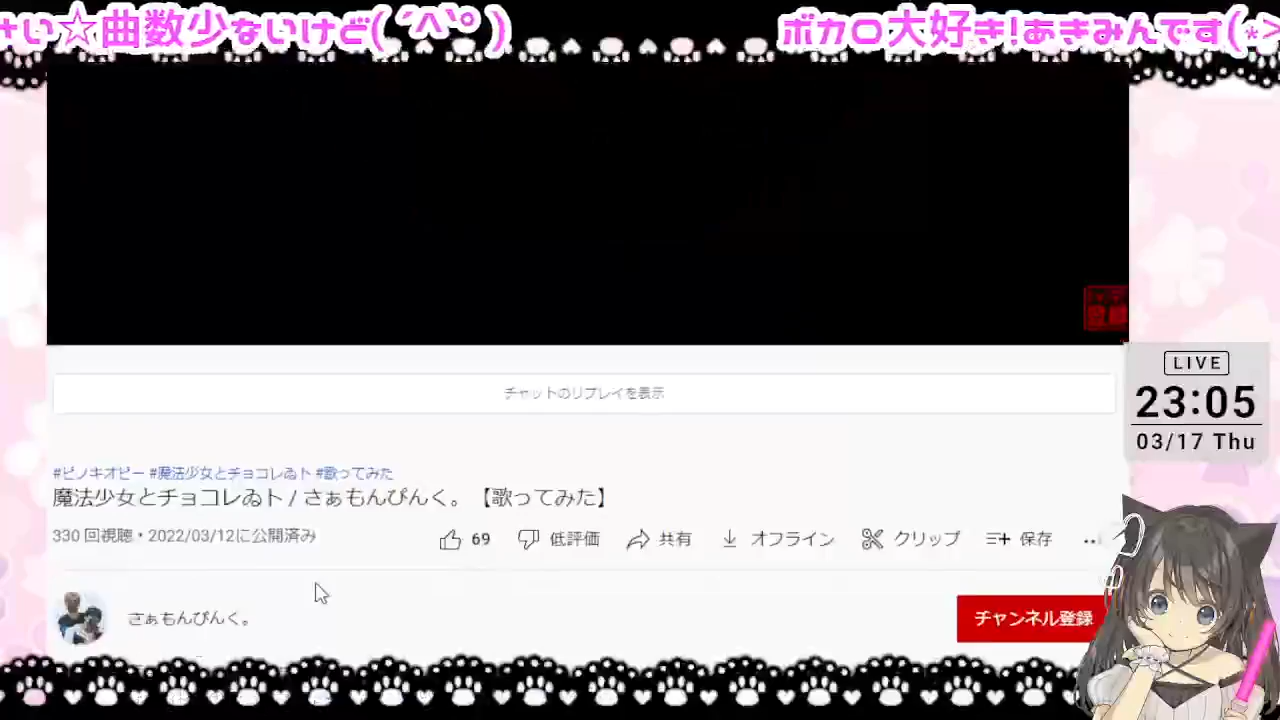 さい☆曲数少ないけど( ´^`° )
ボカロ大好き!あきみんです(*>
チャットのリプレイを表示
LIVE
23:05
03/17 Thu
#ピノキオピー #魔法少女とチョコレゐト #歌ってみた
魔法少女とチョコレゐト / さぁもんぴんく。【歌ってみた】
330 回視聴・2022/03/12に公開済み
69
低評価
共有
オフライン
クリップ
保存
…
さぁもんぴんく。
チャンネル登録